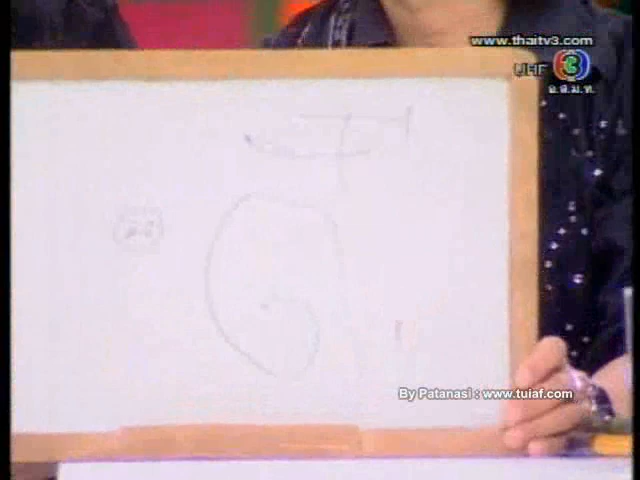 www.thaitv3.com
UHF 3
อ.ส.ม.ท.
By Patanasi : www.tuiaf.com